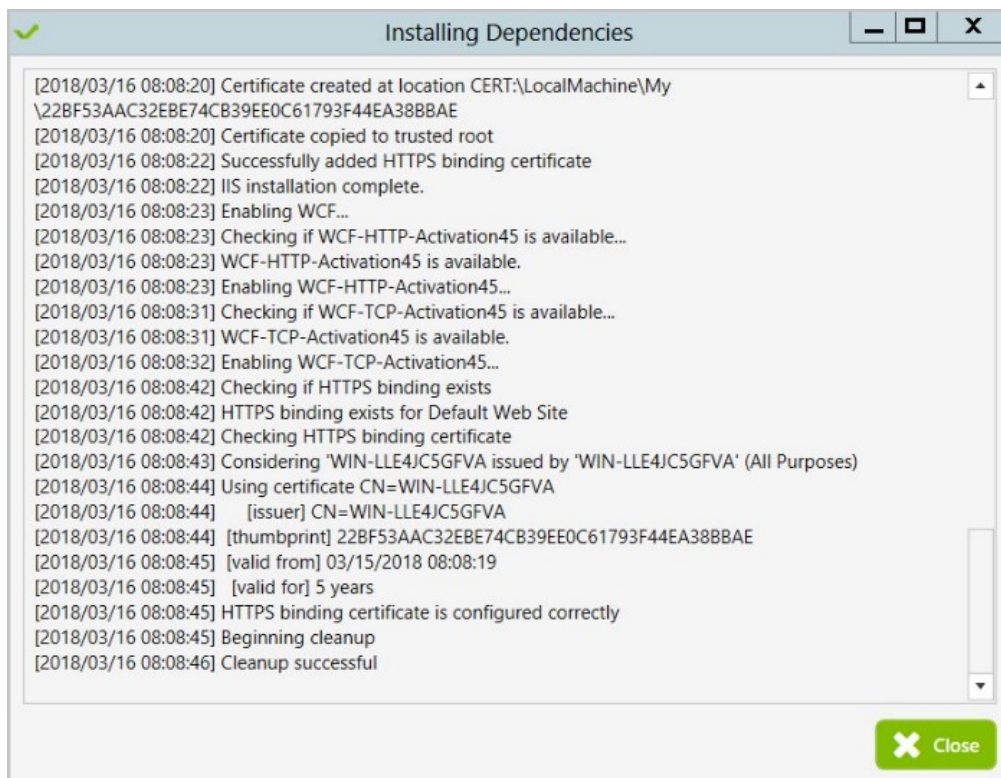 Installing Dependencies
[2018/03/16 08:08:20] Certificate created at location CERT:\LocalMachine\My
\22BF53AAC32EBE74CB39EE0C61793F44EA38BBAE
[2018/03/16 08:08:20] Certificate copied to trusted root
[2018/03/16 08:08:22] Successfully added HTTPS binding certificate
[2018/03/16 08:08:22] IIS installation complete.
[2018/03/16 08:08:23] Enabling WCF...
[2018/03/16 08:08:23] Checking if WCF-HTTP-Activation45 is available...
[2018/03/16 08:08:23] WCF-HTTP-Activation45 is available.
[2018/03/16 08:08:23] Enabling WCF-HTTP-Activation45...
[2018/03/16 08:08:31] Checking if WCF-TCP-Activation45 is available...
[2018/03/16 08:08:31] WCF-TCP-Activation45 is available.
[2018/03/16 08:08:32] Enabling WCF-TCP-Activation45...
[2018/03/16 08:08:42] Checking if HTTPS binding exists
[2018/03/16 08:08:42] HTTPS binding exists for Default Web Site
[2018/03/16 08:08:42] Checking HTTPS binding certificate
[2018/03/16 08:08:43] Considering 'WIN-LLE4JC5GFVA issued by 'WIN-LLE4JC5GFVA' (All Purposes)
[2018/03/16 08:08:44] Using certificate CN=WIN-LLE4JC5GFVA
[2018/03/16 08:08:44] [issuer] CN=WIN-LLE4JC5GFVA
[2018/03/16 08:08:44] [thumbprint] 22BF53AAC32EBE74CB39EE0C61793F44EA38BBAE
[2018/03/16 08:08:45] [valid from] 03/15/2018 08:08:19
[2018/03/16 08:08:45] [valid for] 5 years
[2018/03/16 08:08:45] HTTPS binding certificate is configured correctly
[2018/03/16 08:08:45] Beginning cleanup
[2018/03/16 08:08:46] Cleanup successful
Close